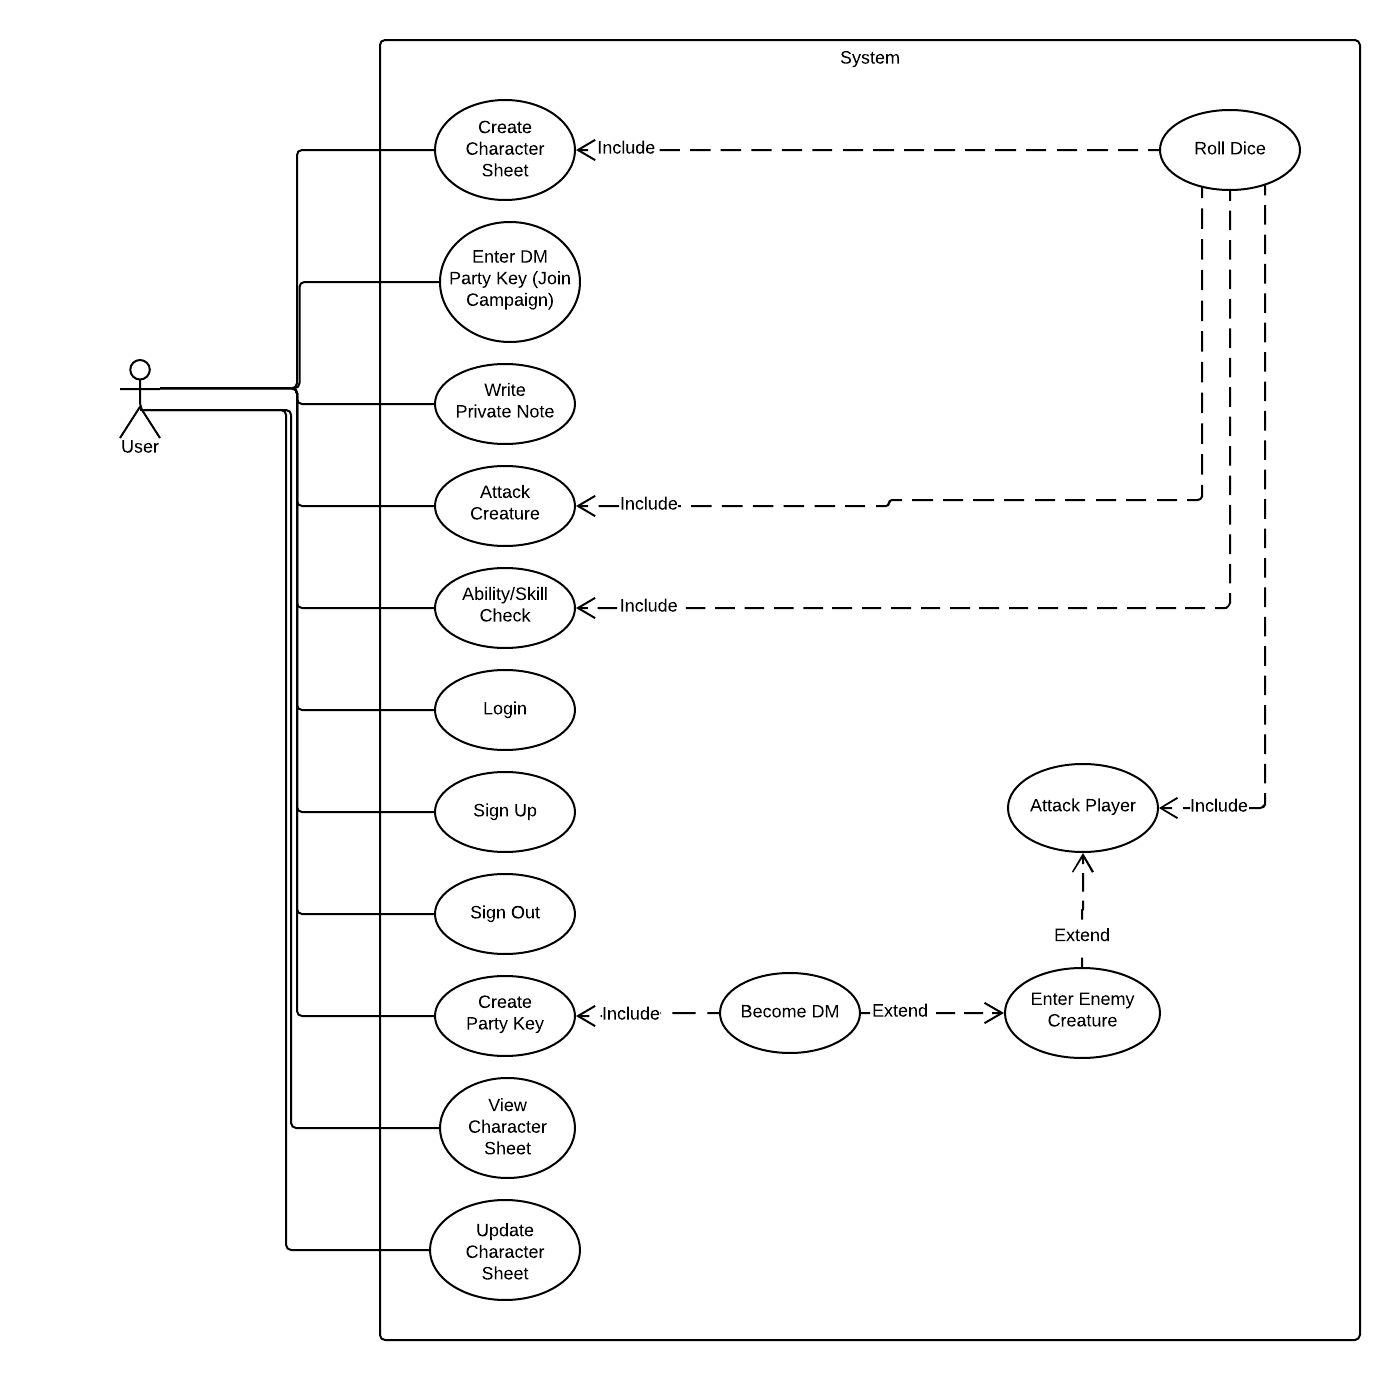 System
Create
Character
Sheet
Include
Roll Dice
Enter DM
Party Key (Join
Campaign)
Write
Private Note
User
Attack
Creature
Include
Ability/Skill
Check
Include
Login
Sign Up
Attack Player
Include
Sign Out
Extend
Create
Party Key
Include
Become DM
Extend
Enter Enemy
Creature
View
Character
Sheet
Update
Character
Sheet